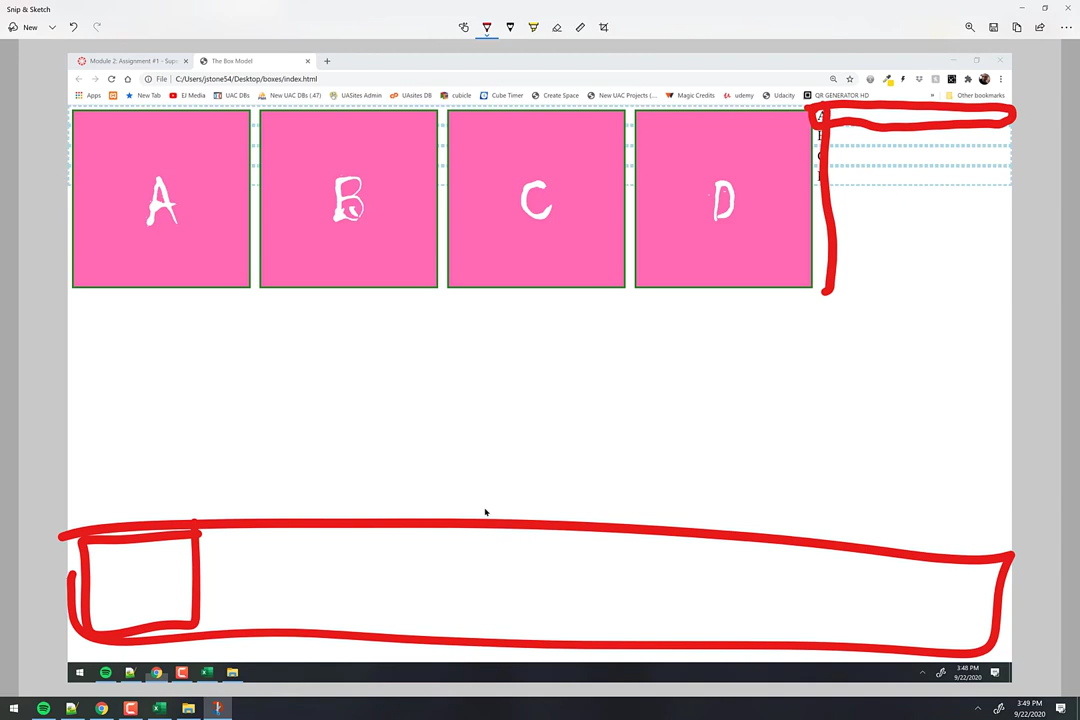 Snip & Sketch
New
Module 2: Assignment #1 - Supe
The Box Model
File
C:/Users/jstone54/Desktop/boxes/index.html
Apps
New Tab
EJ Media
UAC DBs
New UAC DBs (.47)
UASites Admin
UAsites DB
cubicle
Cube Timer
Create Space
New UAC Projects (...
Magic Credits
udemy
Udacity
QR GENERATOR HD
»
Other bookmarks
A
B
C
D
3:48 PM
9/22/2020
3:49 PM
9/22/2020